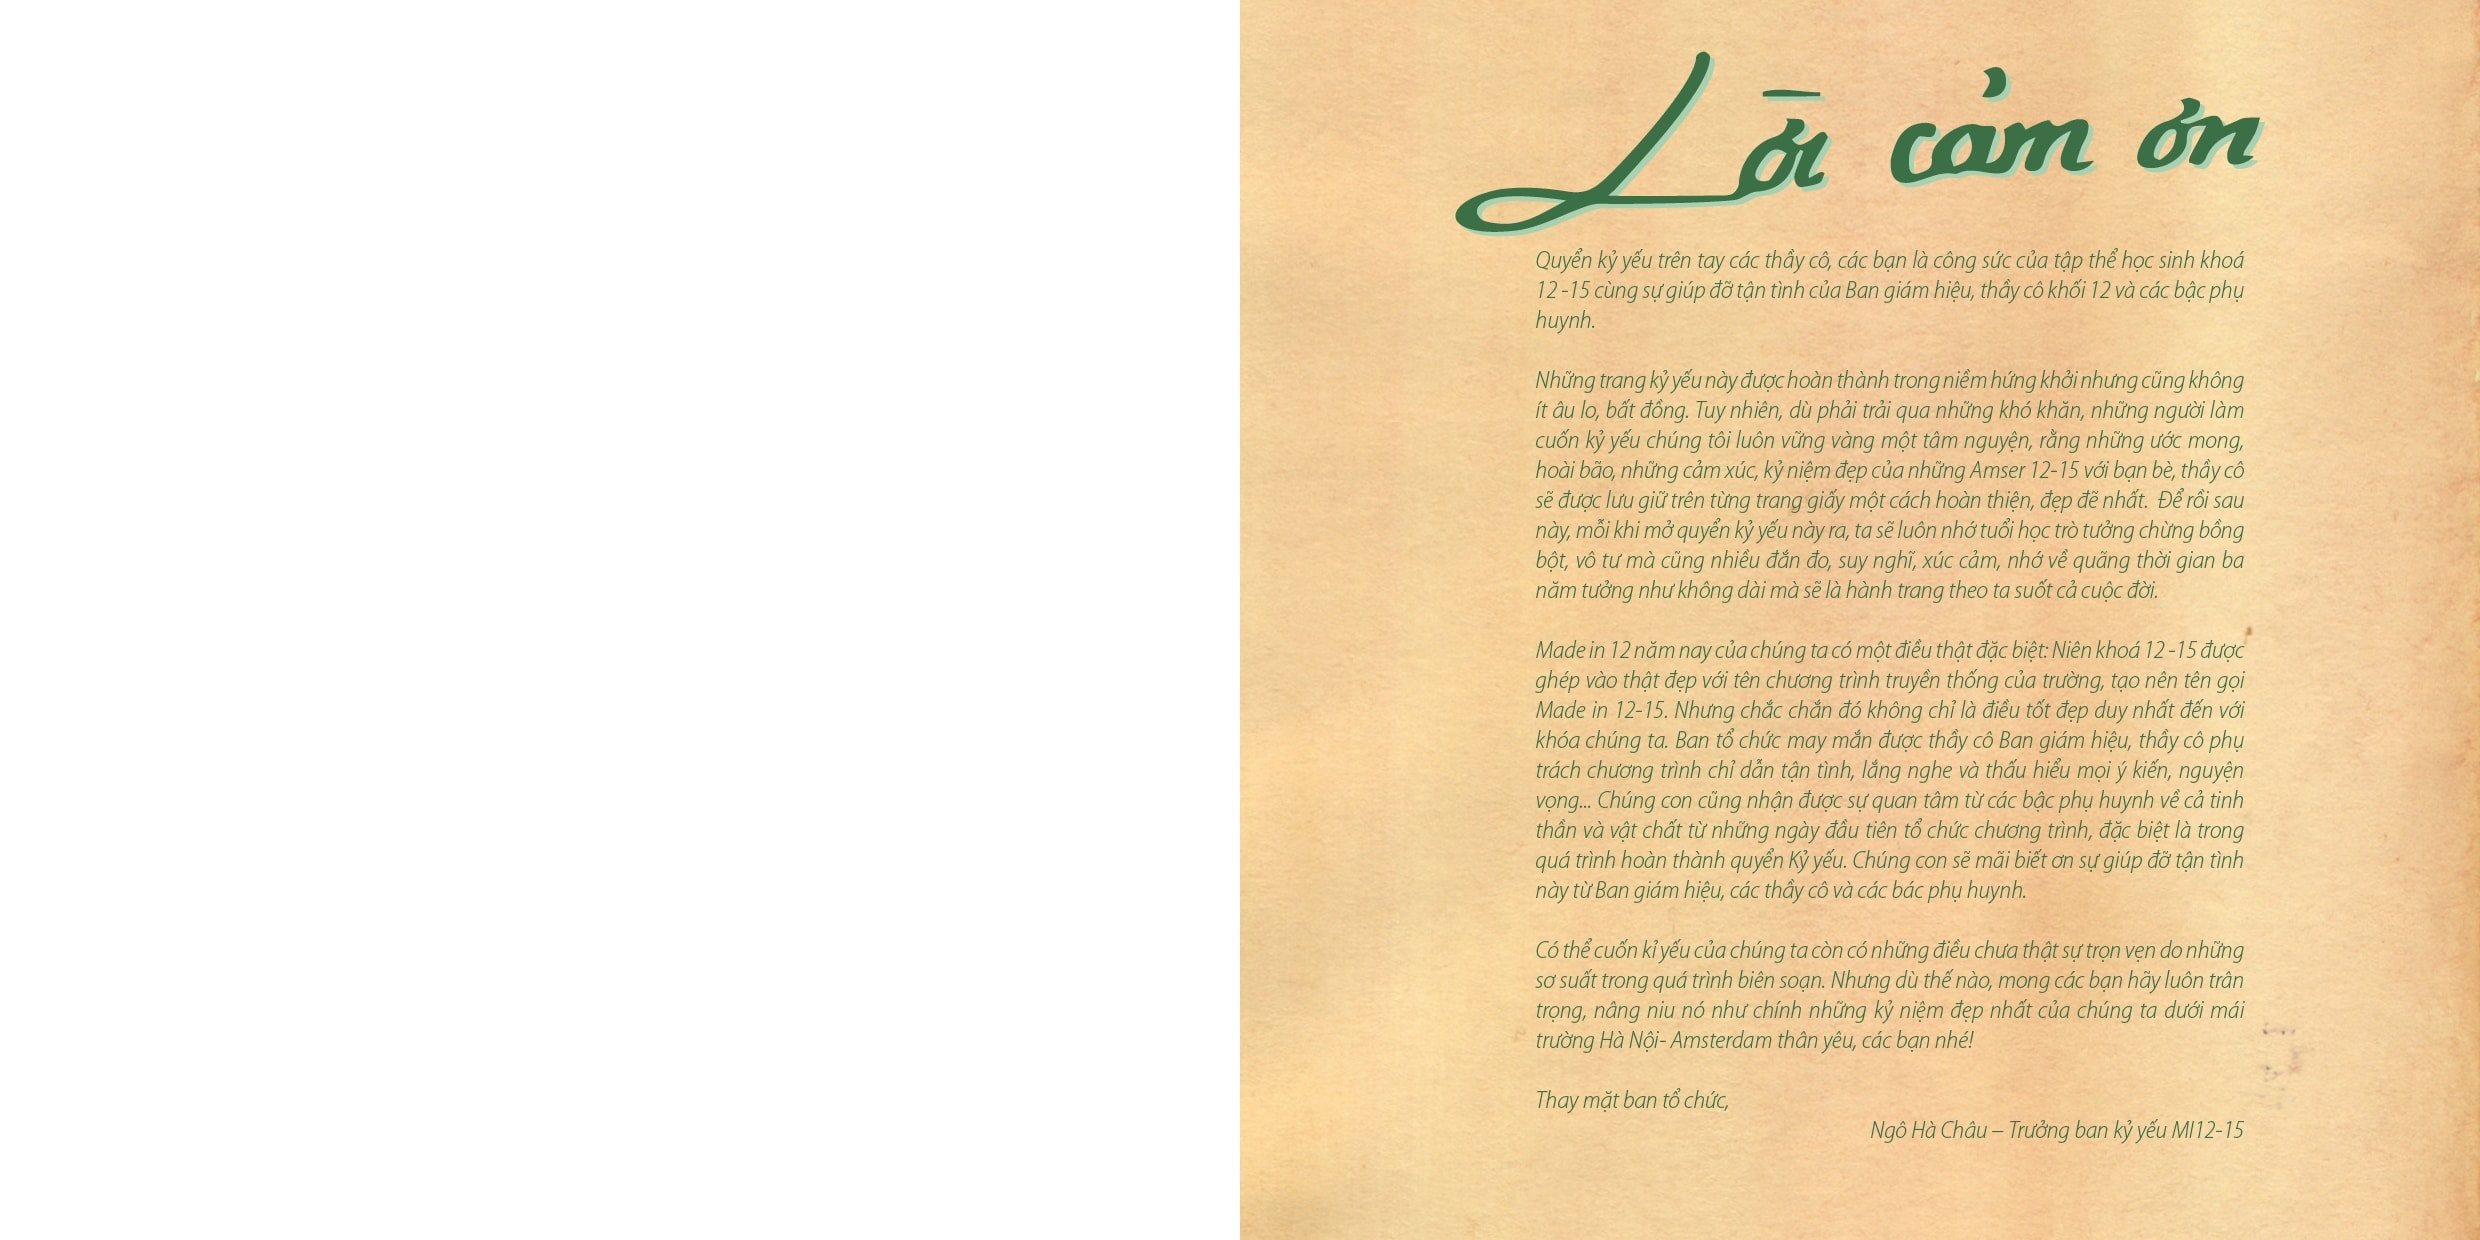 Lời cảm ơn
Quyển kỷ yếu trên tay các thầy cô, các bạn là công sức của tập thể học sinh khoá
12 -15 cùng sự giúp đỡ tận tình của Ban giám hiệu, thầy cô khối 12 và các bậc phụ
huynh.
Những trang kỷ yếu này được hoàn thành trong niềm hứng khởi nhưng cũng không
ít âu lo, bất đồng. Tuy nhiên, dù phải trải qua những khó khăn, những người làm
cuốn kỷ yếu chúng tôi luôn vững vàng một tâm nguyện, rằng những ước mong,
hoài bão, những cảm xúc, kỷ niệm đẹp của những Amser 12-15 với bạn bè, thầy cô
sẽ được lưu giữ trên từng trang giấy một cách hoàn thiện, đẹp đẽ nhất.  Để rồi sau
này, mỗi khi mở quyển kỷ yếu này ra, ta sẽ luôn nhớ tuổi học trò tưởng chừng bồng
bột, vô tư mà cũng nhiều đắn đo, suy nghĩ, xúc cảm, nhớ về quãng thời gian ba
năm tưởng như không dài mà sẽ là hành trang theo ta suốt cả cuộc đời.
Made in 12 năm nay của chúng ta có một điều thật đặc biệt: Niên khoá 12 -15 được
ghép vào thật đẹp với tên chương trình truyền thống của trường, tạo nên tên gọi
Made in 12-15. Nhưng chắc chắn đó không chỉ là điều tốt đẹp duy nhất đến với
khóa chúng ta. Ban tổ chức may mắn được thầy cô Ban giám hiệu, thầy cô phụ
trách chương trình chỉ dẫn tận tình, lắng nghe và thấu hiểu mọi ý kiến, nguyện
vọng... Chúng con cũng nhận được sự quan tâm từ các bậc phụ huynh về cả tinh
thần và vật chất từ những ngày đầu tiên tổ chức chương trình, đặc biệt là trong
quá trình hoàn thành quyển Kỷ yếu. Chúng con sẽ mãi biết ơn sự giúp đỡ tận tình
này từ Ban giám hiệu, các thầy cô và các bác phụ huynh.
Có thể cuốn kỉ yếu của chúng ta còn có những điều chưa thật sự trọn vẹn do những
sơ suất trong quá trình biên soạn. Nhưng dù thế nào, mong các bạn hãy luôn trân
trọng, nâng niu nó như chính những kỷ niệm đẹp nhất của chúng ta dưới mái
trường Hà Nội- Amsterdam thân yêu, các bạn nhé!
Thay mặt ban tổ chức,
Ngô Hà Châu – Trưởng ban kỷ yếu MI12-15